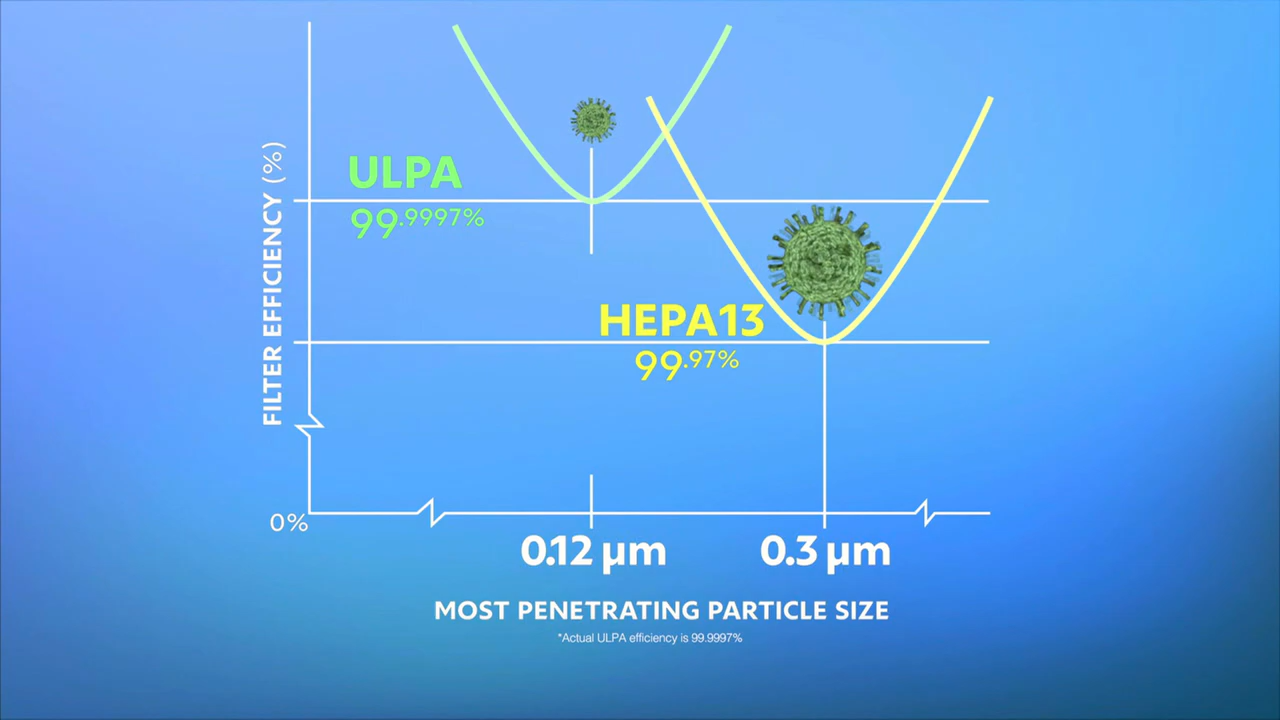 FILTER EFFICIENCY (%)
ULPA
99.9997%
HEPA13
99.97%
0%
0.12 µm
0.3 µm
MOST PENETRATING PARTICLE SIZE
*Actual ULPA efficiency is 99.9997%